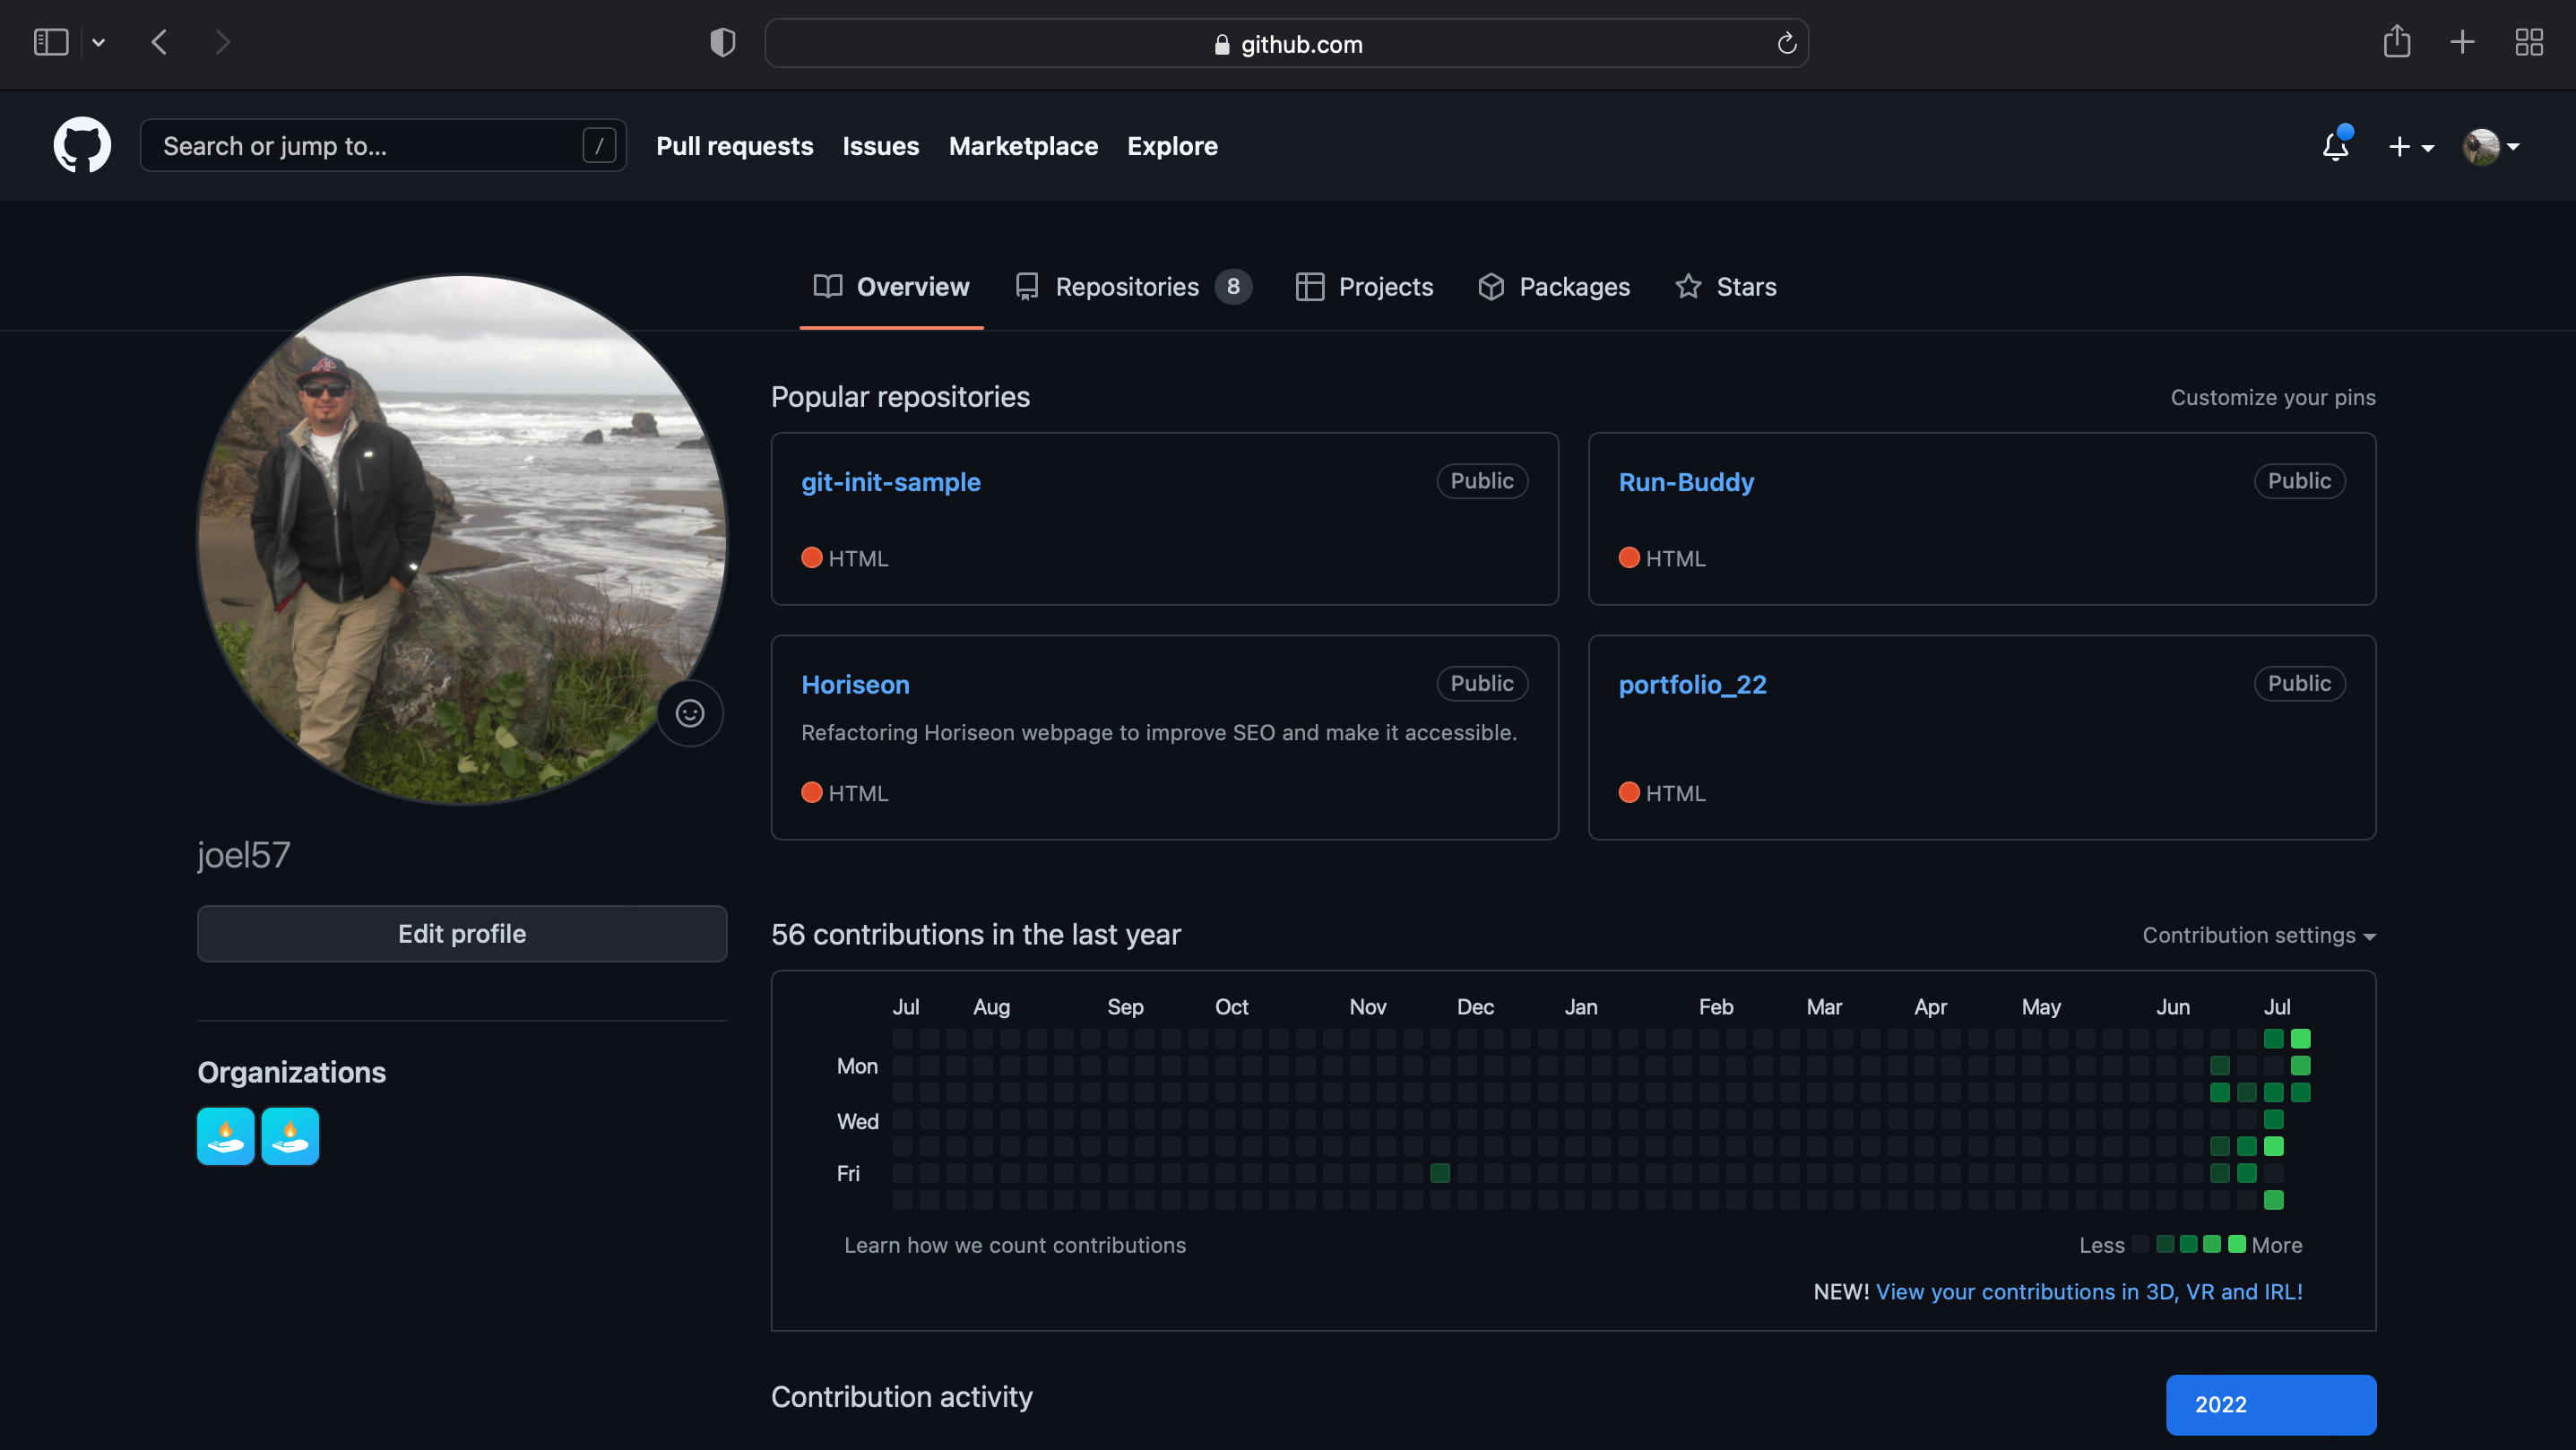 github.com
Search or jump to...
/
Pull requests
Issues
Marketplace
Explore
Overview
Repositories 8
Projects
Packages
Stars
joel57
Edit profile
Organizations
Popular repositories
Customize your pins
git-init-sample
Public
HTML
Run-Buddy
Public
HTML
Horiseon
Public
Refactoring Horiseon webpage to improve SEO and make it accessible.
HTML
portfolio_22
Public
HTML
56 contributions in the last year
Contribution settings
Jul Aug Sep Oct Nov Dec Jan Feb Mar Apr May Jun Jul
Mon
Wed
Fri
Learn how we count contributions
Less More
NEW! View your contributions in 3D, VR and IRL!
Contribution activity
2022